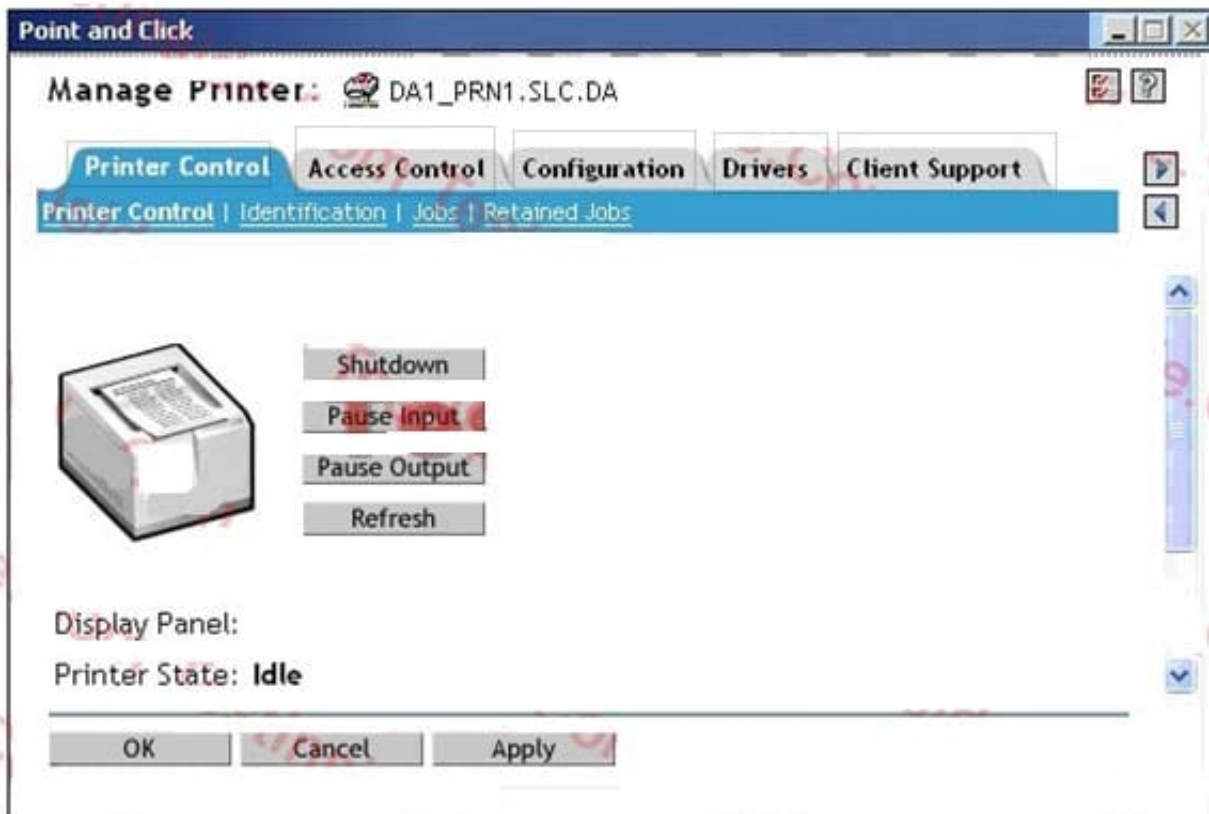 Point and Click
Manage Printer: DA1_PRN1.SLC.DA
Printer Control Access Control Configuration Drivers Client Support
Printer Control | Identification | Jobs | Retained Jobs
Shutdown
Pause Input
Pause Output
Refresh
Display Panel:
Printer State: Idle
OK Cancel Apply